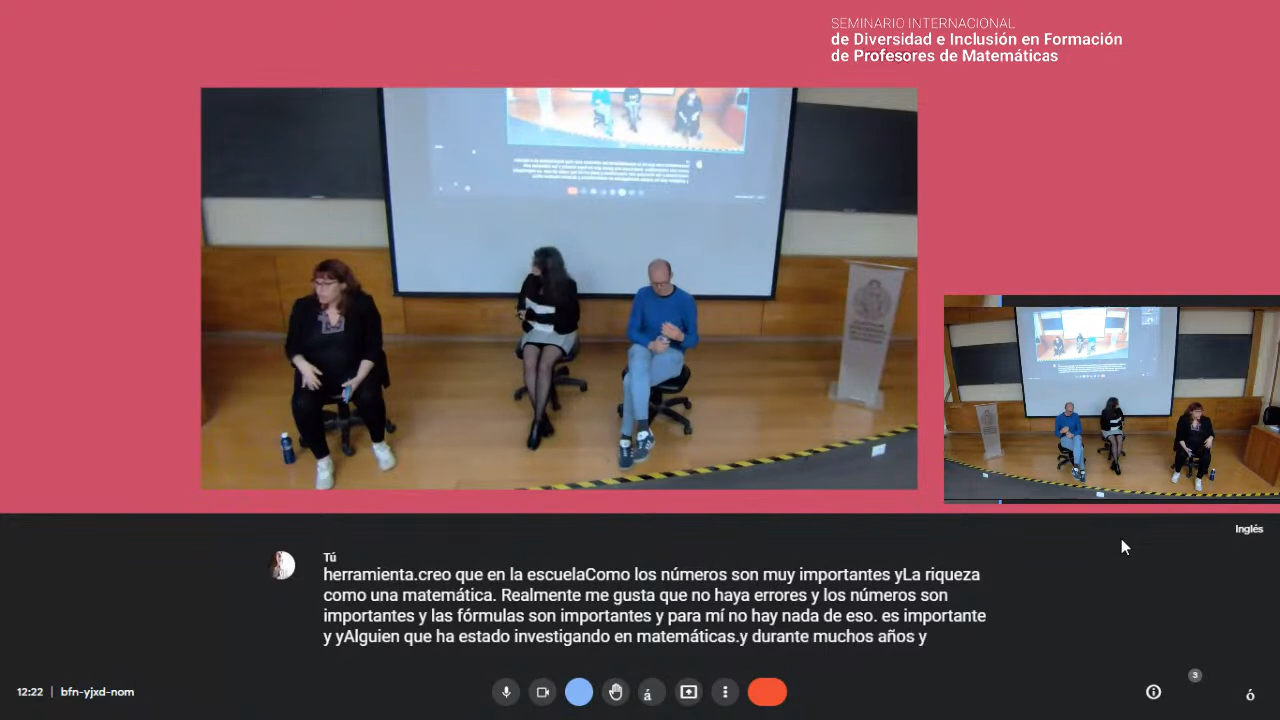 SEMINARIO INTERNACIONAL
de Diversidad e Inclusión en Formación
de Profesores de Matemáticas
Inglés
Tú
herramienta.creo que en la escuelaComo los números son muy importantes yLa riqueza
como una matemática. Realmente me gusta que no haya errores y los números son
importantes y las fórmulas son importantes y para mí no hay nada de eso. es importante
y yAlguien que ha estado investigando en matemáticas.y durante muchos años y
12:22 | bfn-yjxd-nom
á
3
ó